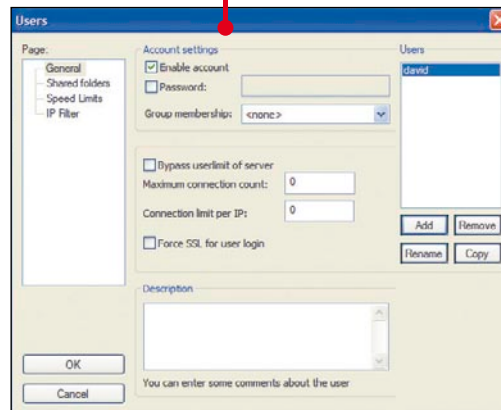 Users
Page:
General
Shared folders
Speed Limits
IP Filter
OK
Cancel
Account settings
Enable account
Password:
Group membership: <none>
Bypass userlimit of server
Maximum connection count: 0
Connection limit per IP: 0
Force SSL for user login
Description
You can enter some comments about the user
Users
david
Add Remove
Rename Copy